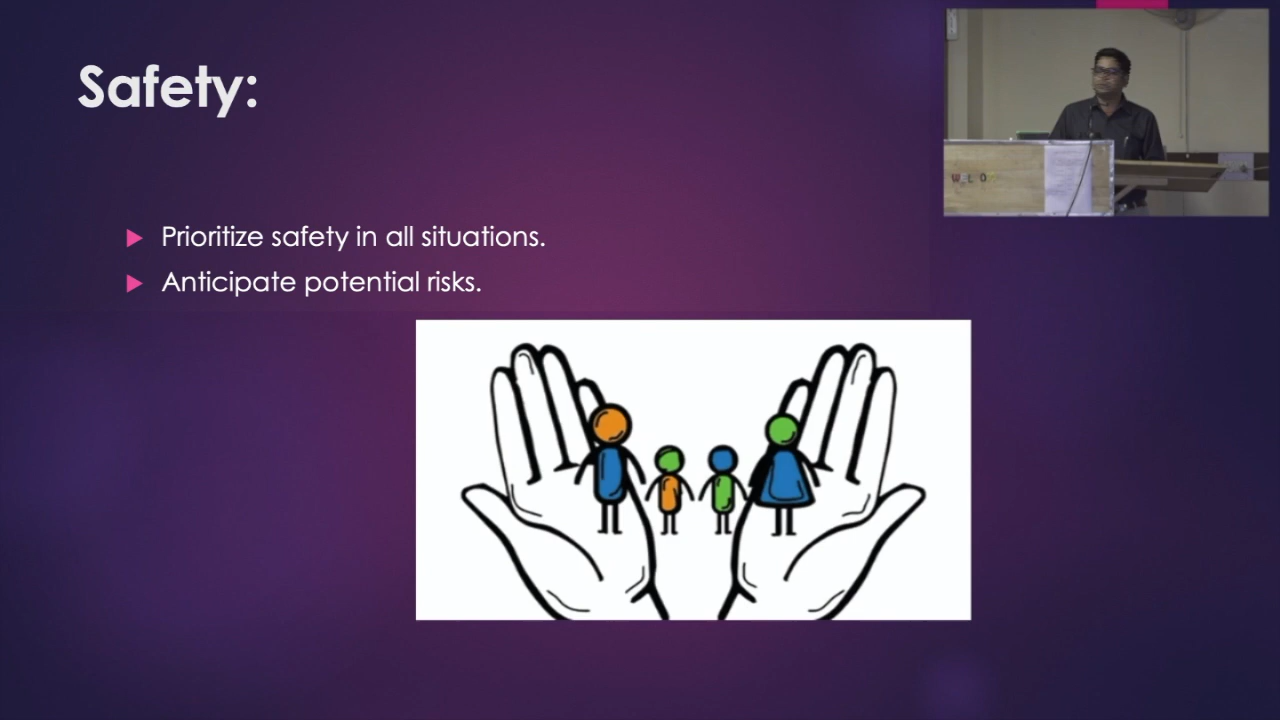 Safety:
Prioritize safety in all situations.
Anticipate potential risks.